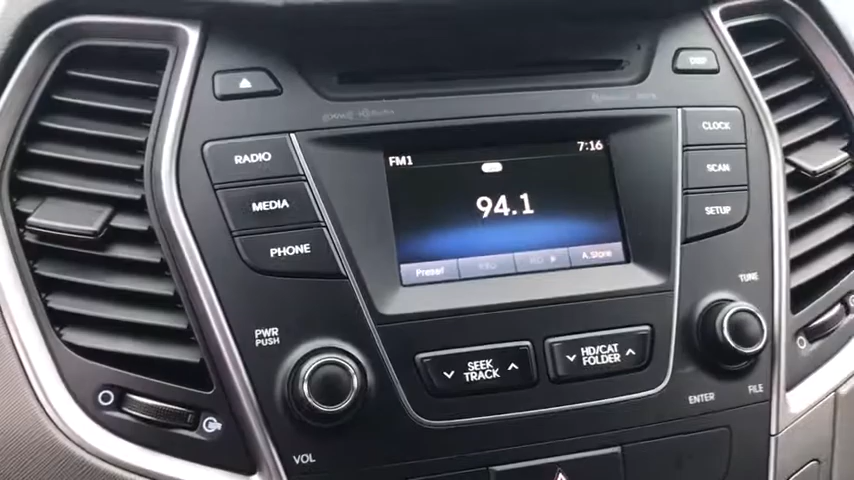 DISP
CLOCK
RADIO
FM1
7:16
SCAN
MEDIA
94.1
SETUP
PHONE
Preset
HD
A.Store
TUNE
PWR
PUSH
SEEK
TRACK
HD/CAT
FOLDER
ENTER
FILE
VOL